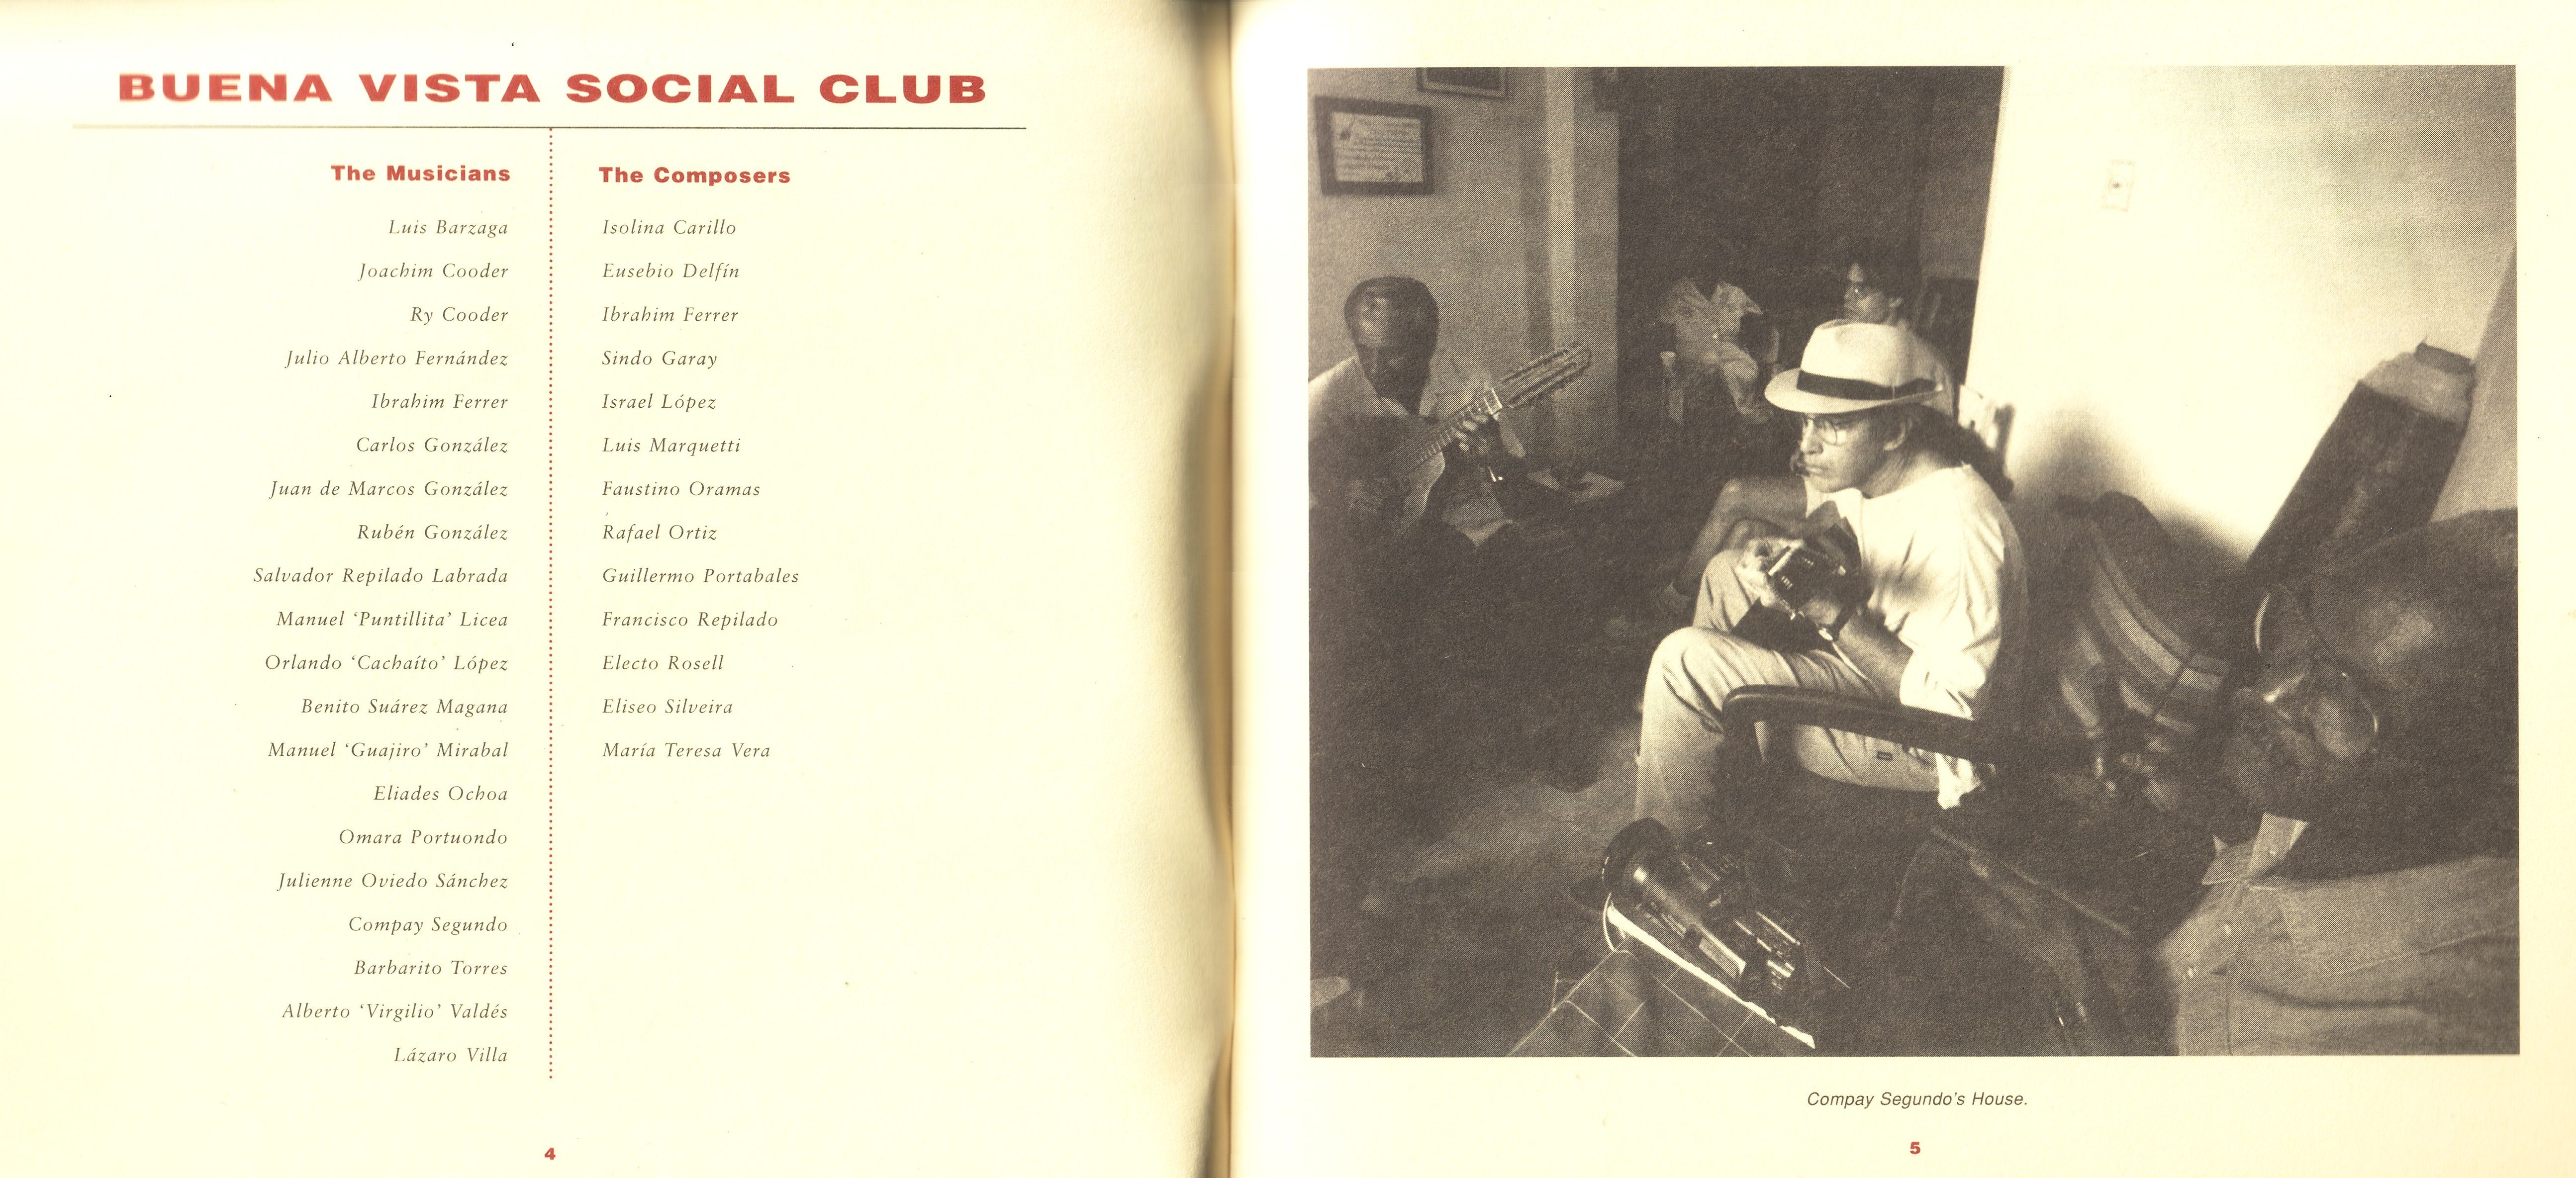 BUENA VISTA SOCIAL CLUB
The Musicians
Luis Barzaga
Joachim Cooder
Ry Cooder
Julio Alberto Fernández
Ibrahim Ferrer
Carlos González
Juan de Marcos González
Rubén González
Salvador Repilado Labrada
Manuel ‘Puntillita’ Licea
Orlando ‘Cachaíto’ López
Benito Suárez Magana
Manuel ‘Guajiro’ Mirabal
Eliades Ochoa
Omara Portuondo
Julienne Oviedo Sánchez
Compay Segundo
Barbarito Torres
Alberto ‘Virgilio’ Valdés
Lázaro Villa
The Composers
Isolina Carillo
Eusebio Delfín
Ibrahim Ferrer
Sindo Garay
Israel López
Luis Marquetti
Faustino Oramas
Rafael Ortiz
Guillermo Portabales
Francisco Repilado
Electo Rosell
Eliseo Silveira
María Teresa Vera
4
Compay Segundo’s House.
5